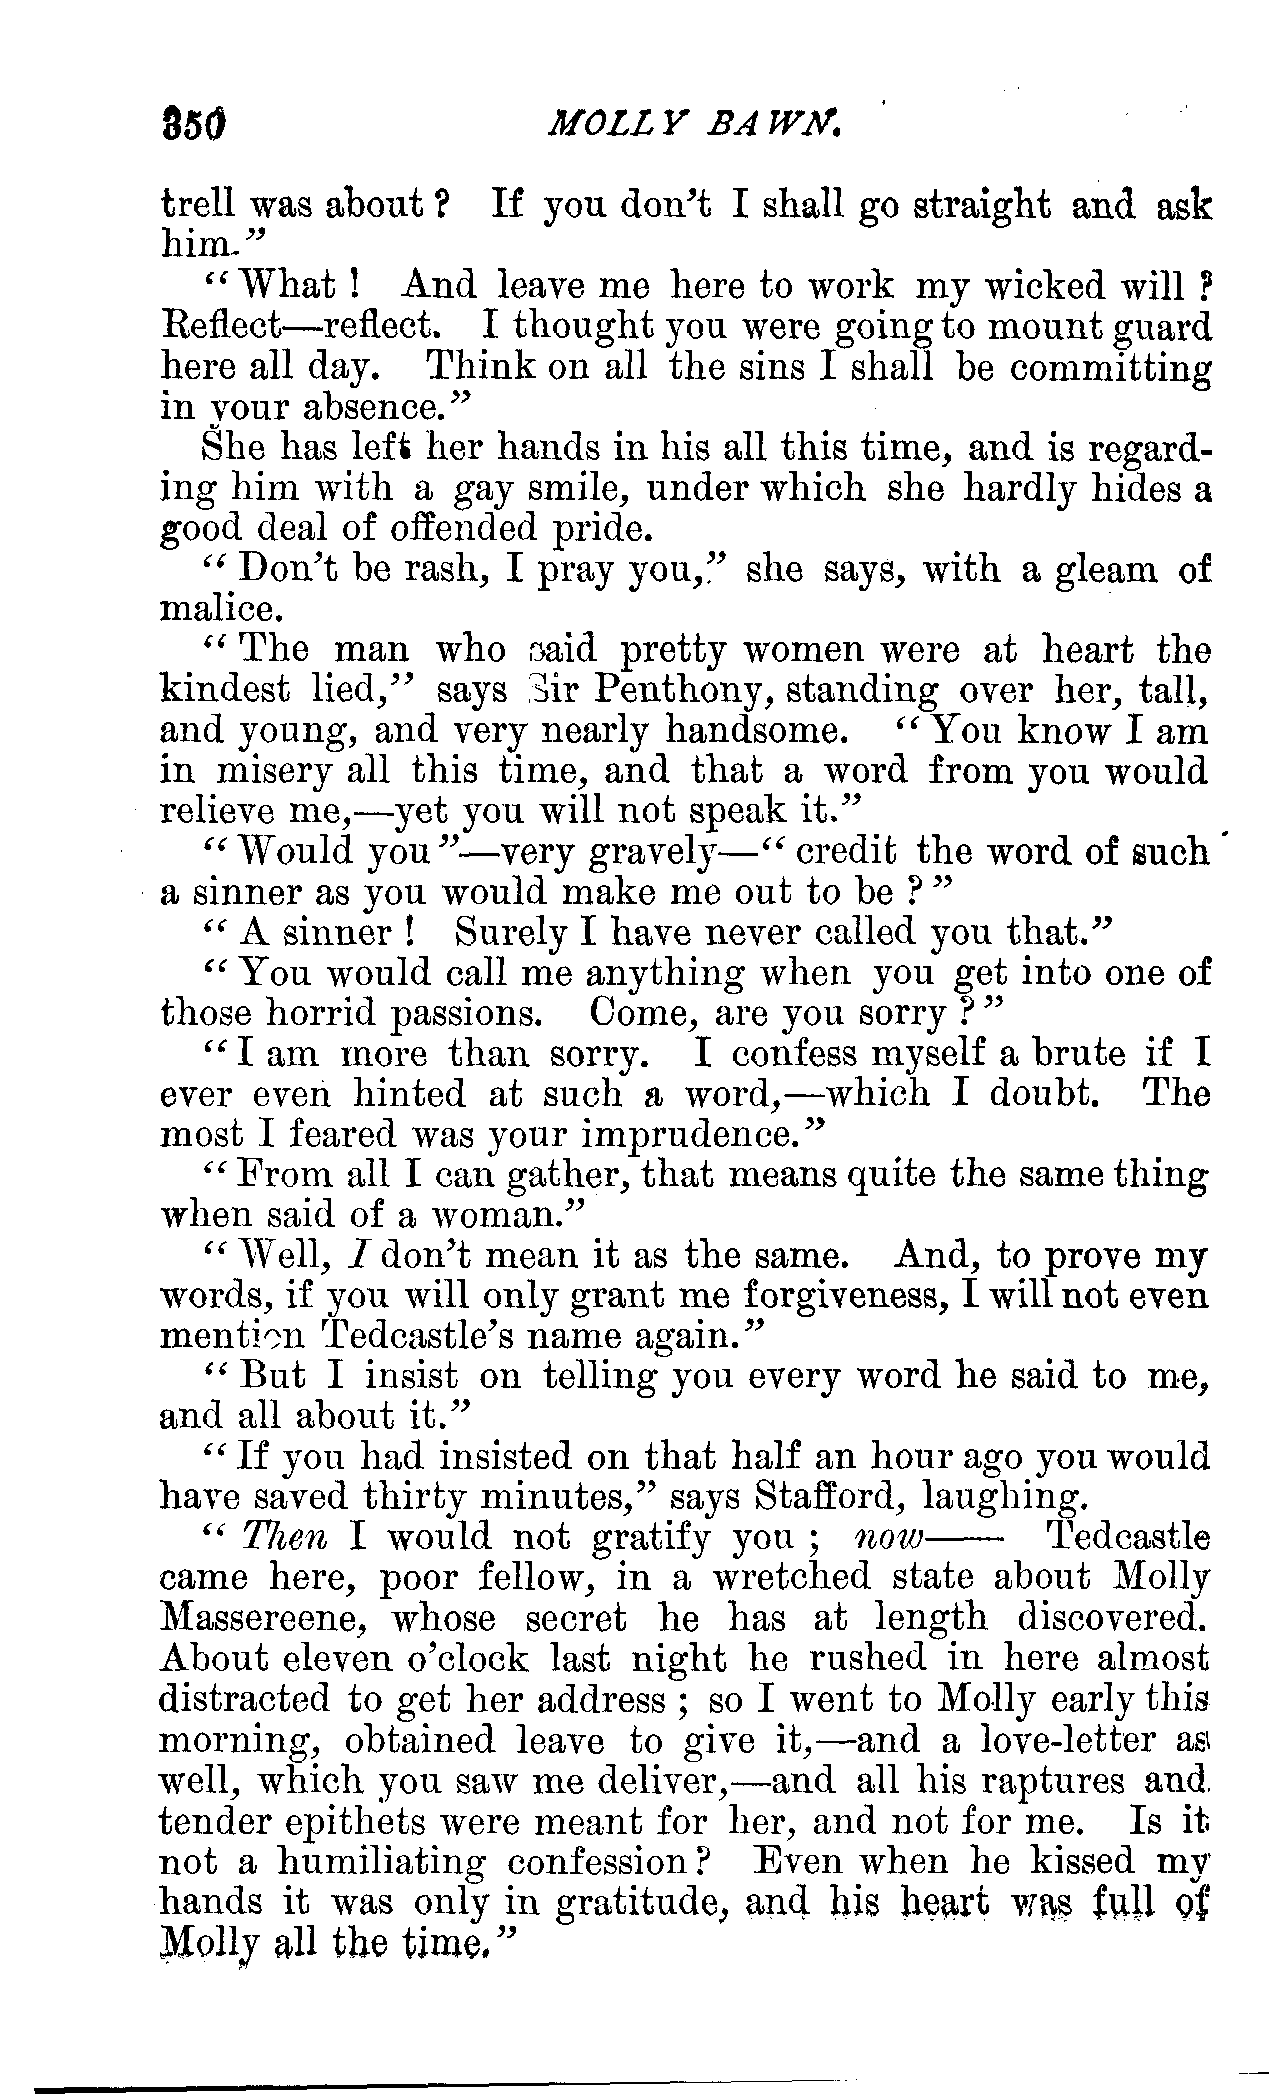 350 MOLLY BAWN.
trell was about? If you don't I shall go straight and ask
him."
"What! And leave me here to work my wicked will?
Reflect—reflect. I thought you were going to mount guard
here all day. Think on all the sins I shall be committing
in your absence."
She has left her hands in his all this time, and is regard-
ing him with a gay smile, under which she hardly hides a
good deal of offended pride.
"Don't be rash, I pray you," she says, with a gleam of
malice.
"The man who said pretty women were at heart the
kindest lied," says Sir Penthony, standing over her, tall,
and young, and very nearly handsome. "You know I am
in misery all this time, and that a word from you would
relieve me,—yet you will not speak it."
"Would you"—very gravely—"credit the word of such
a sinner as you would make me out to be?"
"A sinner! Surely I have never called you that."
"You would call me anything when you get into one of
those horrid passions. Come, are you sorry?"
"I am more than sorry. I confess myself a brute if I
ever even hinted at such a word,—which I doubt. The
most I feared was your imprudence."
"From all I can gather, that means quite the same thing
when said of a woman."
"Well, I don't mean it as the same. And, to prove my
words, if you will only grant me forgiveness, I will not even
mention Tedcastle's name again."
"But I insist on telling you every word he said to me,
and all about it."
"If you had insisted on that half an hour ago you would
have saved thirty minutes," says Stafford, laughing.
"Then I would not gratify you; now—— Tedcastle
came here, poor fellow, in a wretched state about Molly
Massereene, whose secret he has at length discovered.
About eleven o'clock last night he rushed in here almost
distracted to get her address; so I went to Molly early this
morning, obtained leave to give it,—and a love-letter as
well, which you saw me deliver,—and all his raptures and
tender epithets were meant for her, and not for me. Is it
not a humiliating confession? Even when he kissed my
hands it was only in gratitude, and his heart was full of
Molly all the time."